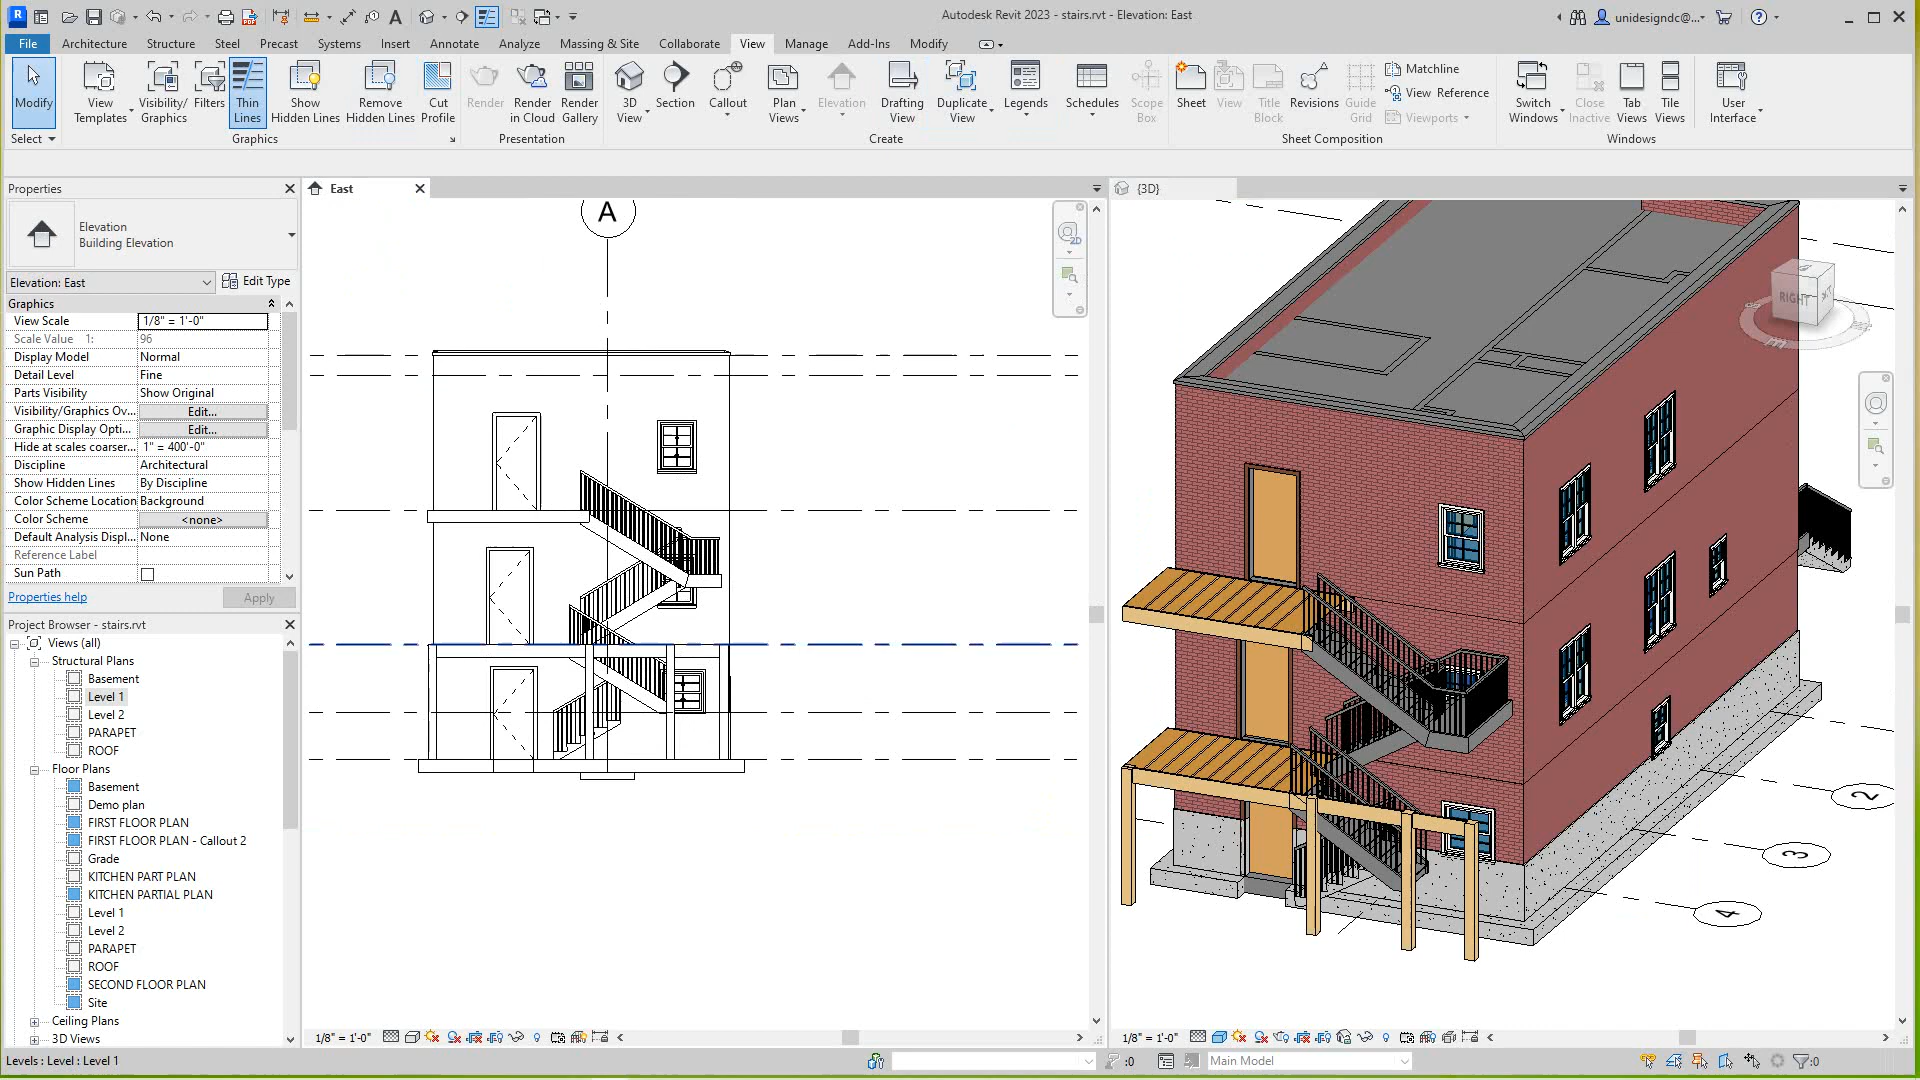 Autodesk Revit 2023 - stairs.rvt - Elevation: East
unidesigndc@...
File Architecture Structure Steel Precast Systems Insert Annotate Analyze Massing & Site Collaborate View Manage Add-Ins Modify
Modify
View Templates
Visibility/ Graphics
Filters
Thin Lines
Show Hidden Lines
Remove Hidden Lines
Cut Profile
Render
Render in Cloud
Render Gallery
3D View
Section
Callout
Plan Views
Elevation
Drafting View
Duplicate View
Legends
Schedules
Scope Box
Sheet
View
Title Block
Revisions
Guide Grid
Matchline
View Reference
Viewports
Switch Windows
Close Inactive
Tab Views
Tile Views
User Interface
Select
Graphics
Presentation
Create
Sheet Composition
Windows
Properties
East
{3D}
Elevation
Building Elevation
Elevation: East
Edit Type
Graphics
View Scale 1/8" = 1'-0"
Scale Value 1: 96
Display Model Normal
Detail Level Fine
Parts Visibility Show Original
Visibility/Graphics Ov... Edit...
Graphic Display Opti... Edit...
Hide at scales coarser... 1" = 400'-0"
Discipline Architectural
Show Hidden Lines By Discipline
Color Scheme Location Background
Color Scheme <none>
Default Analysis Displ... None
Reference Label
Sun Path
Properties help
Apply
Project Browser - stairs.rvt
Views (all)
Structural Plans
Basement
Level 1
Level 2
PARAPET
ROOF
Floor Plans
Basement
Demo plan
FIRST FLOOR PLAN
FIRST FLOOR PLAN - Callout 2
Grade
KITCHEN PART PLAN
KITCHEN PARTIAL PLAN
Level 1
Level 2
PARAPET
ROOF
SECOND FLOOR PLAN
Site
Ceiling Plans
3D Views
A
2D
RIGHT
2
3
4
1/8" = 1'-0"
1/8" = 1'-0"
Levels : Level : Level 1
:0
Main Model
:0